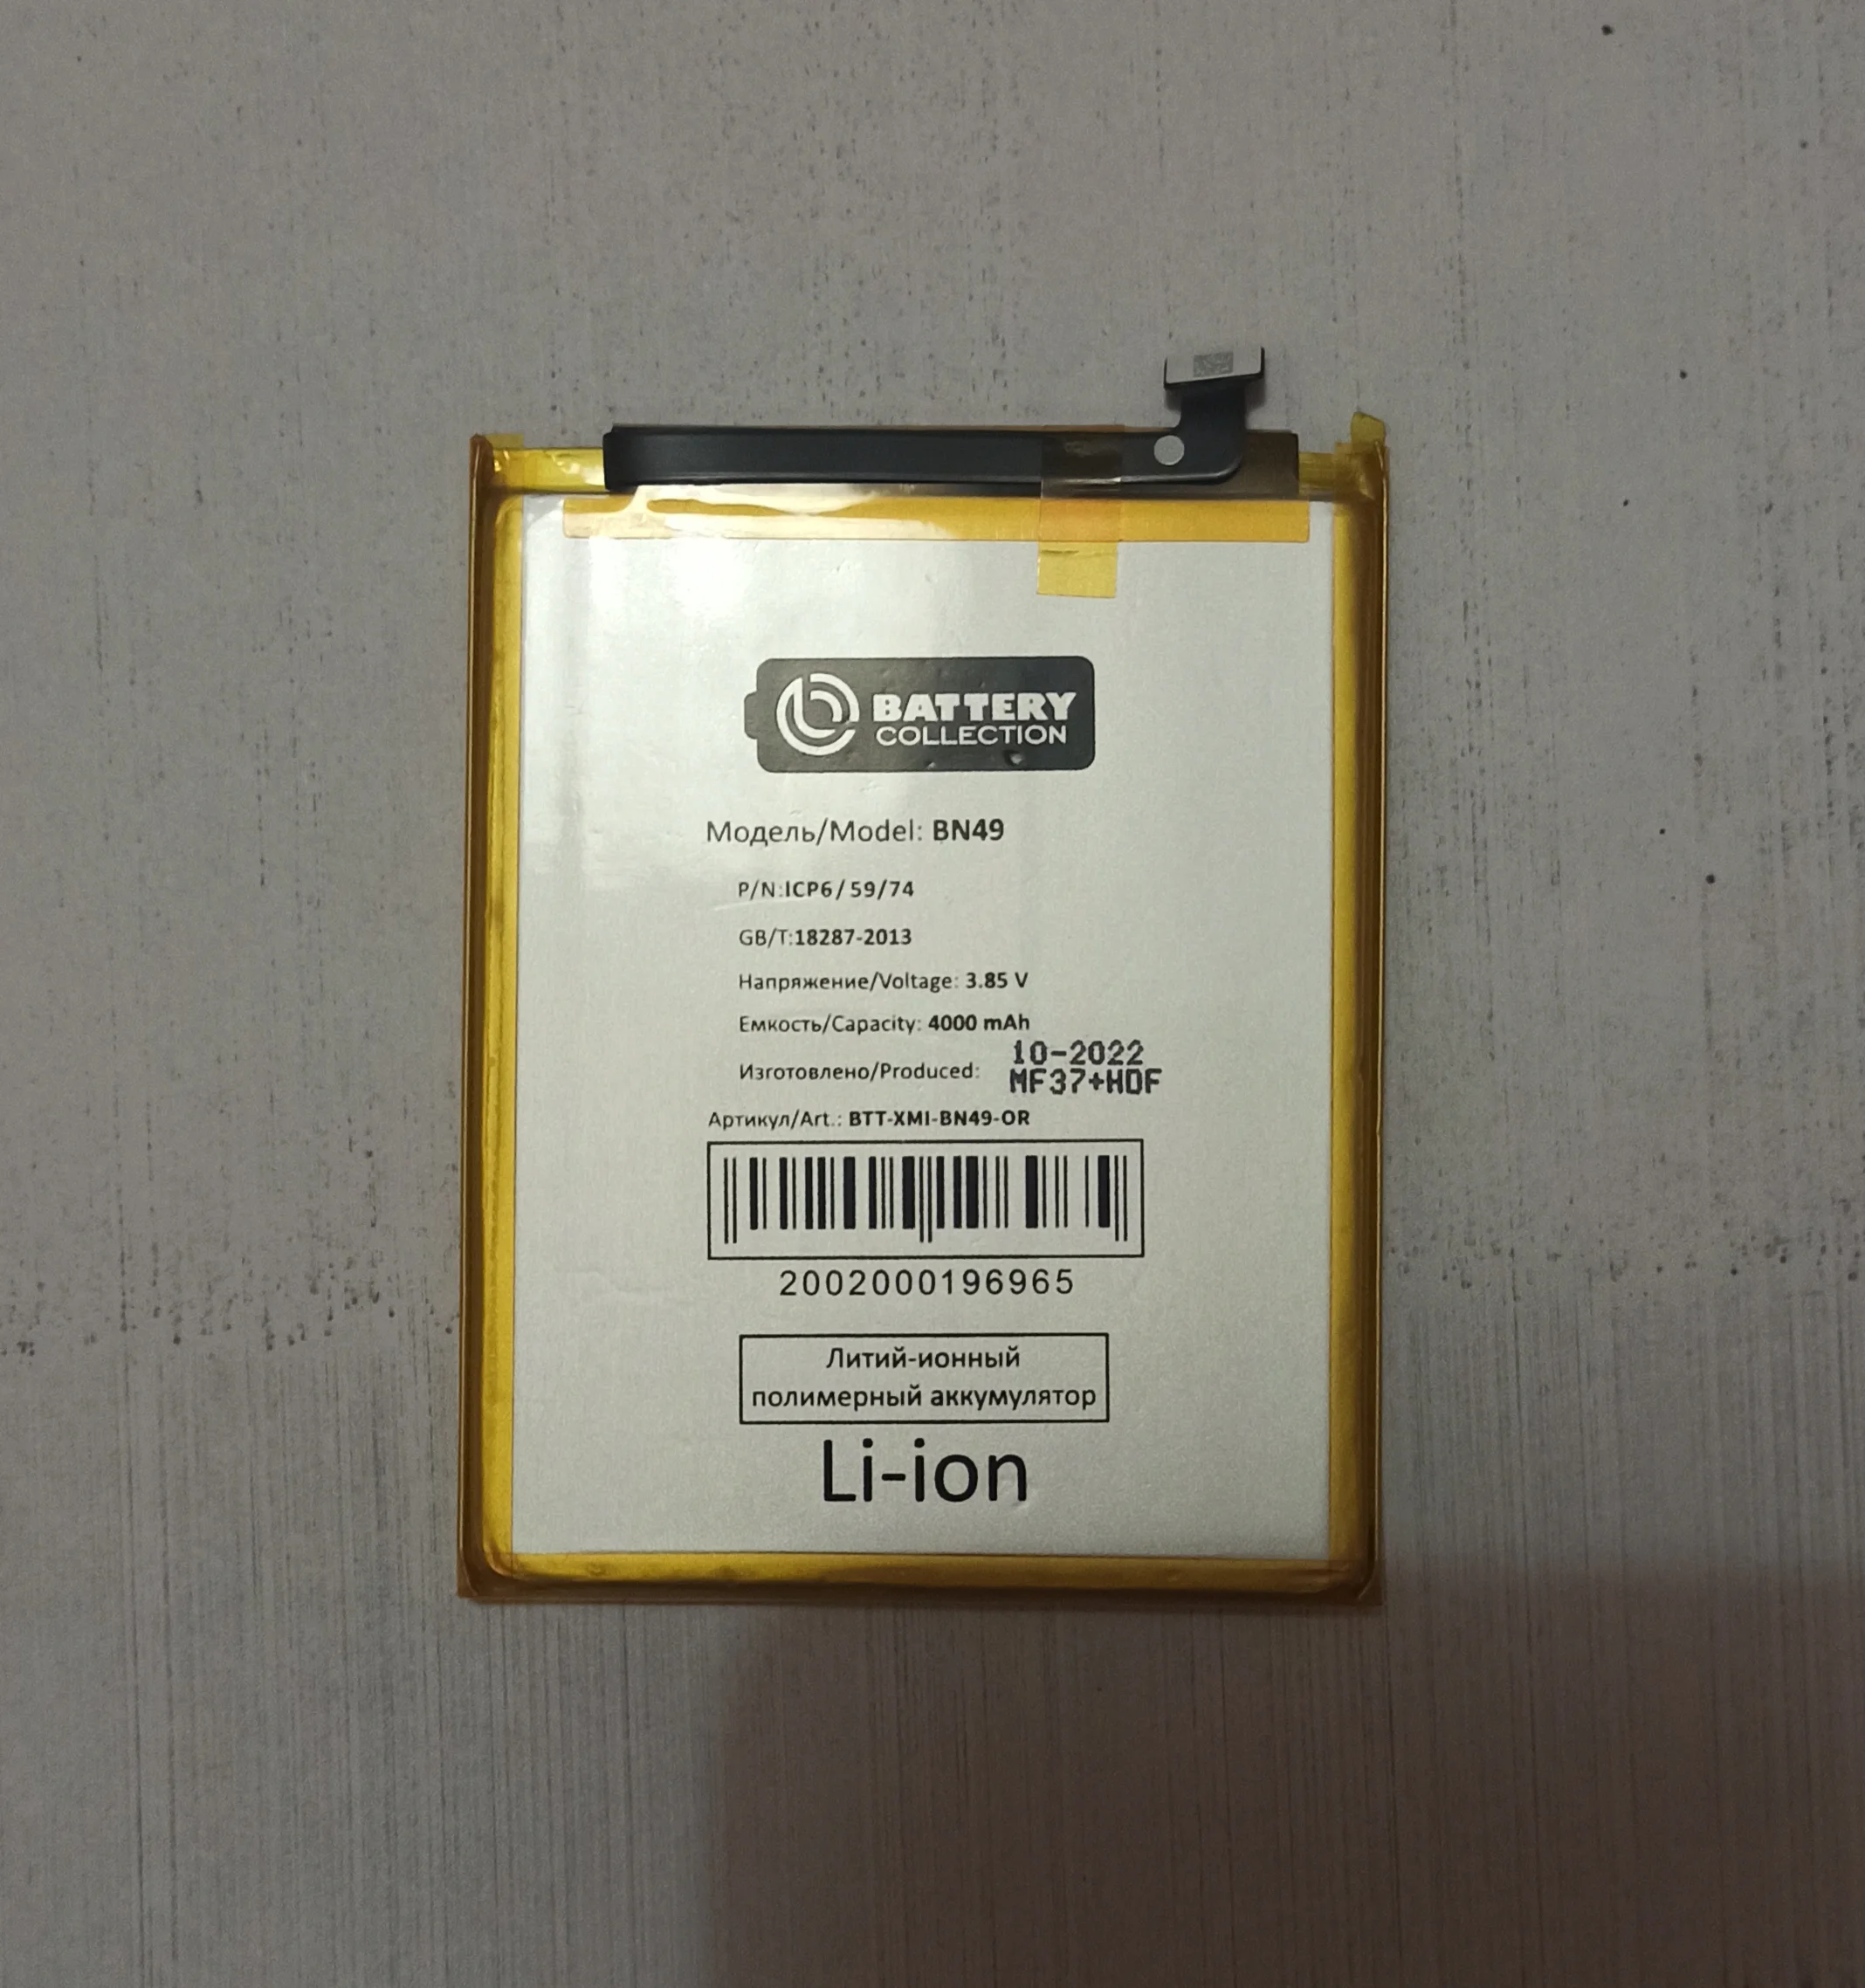 BATTERY
COLLECTION
Модель/Model: BN49
P/N:ICP6/59/74
GB/T:18287-2013
Напряжение/Voltage: 3.85 V
Емкость/Capacity: 4000 mAh
Изготовлено/Produced: 10-2022
MF37+HDF
Артикул/Art.: BTT-XMI-BN49-OR
2002000196965
Литий-ионный
полимерный аккумулятор
Li-ion